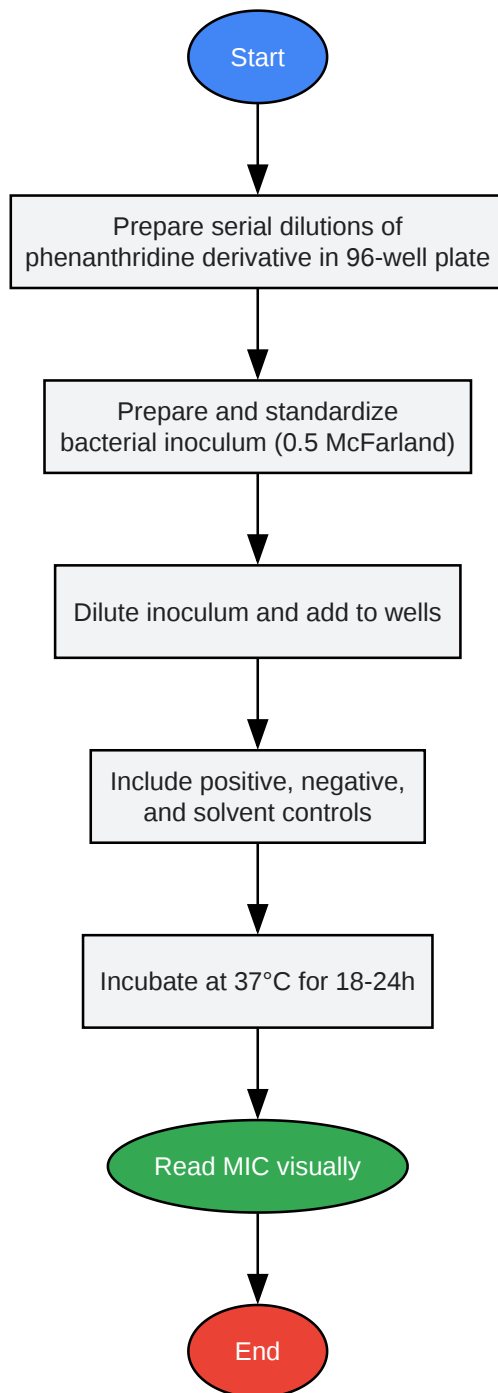 Start
Prepare serial dilutions of
phenanthridine derivative in 96-well plate
Prepare and standardize
bacterial inoculum (0.5 McFarland)
Dilute inoculum and add to wells
Include positive, negative,
and solvent controls
Incubate at 37°C for 18-24h
Read MIC visually
End